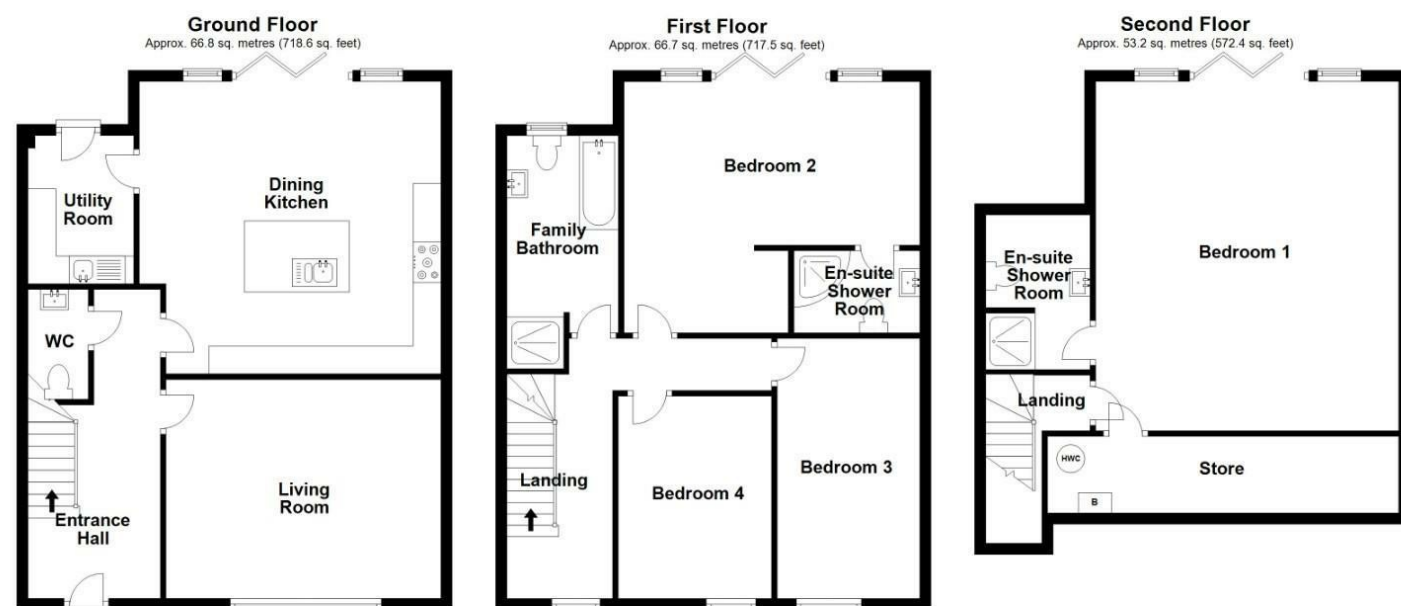 Ground Floor
Approx. 66.8 sq. metres (718.6 sq. feet)
Utility
Room
Dining
Kitchen
WC
Living
Room
Entrance
Hall
First Floor
Approx. 66.7 sq. metres (717.5 sq. feet)
Bedroom 2
Family
Bathroom
En-suite
Shower
Room
Landing
Bedroom 4
Bedroom 3
Second Floor
Approx. 53.2 sq. metres (572.4 sq. feet)
Bedroom 1
En-suite
Shower
Room
Landing
HWC
Store
B